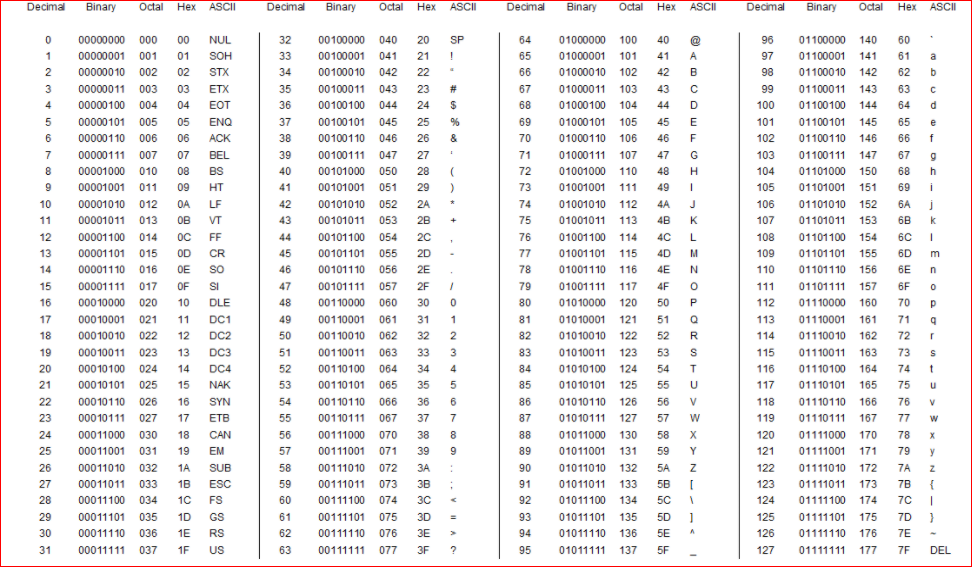 Decimal Binary Octal Hex ASCII Decimal Binary Octal Hex ASCII Decimal Binary Octal Hex ASCII Decimal Binary Octal Hex ASCII
0 00000000 000 00 NUL 32 00100000 040 20 SP 64 01000000 100 40 @ 96 01100000 140 60 `
1 00000001 001 01 SOH 33 00100001 041 21 ! 65 01000001 101 41 A 97 01100001 141 61 a
2 00000010 002 02 STX 34 00100010 042 22 “ 66 01000010 102 42 B 98 01100010 142 62 b
3 00000011 003 03 ETX 35 00100011 043 23 # 67 01000011 103 43 C 99 01100011 143 63 c
4 00000100 004 04 EOT 36 00100100 044 24 $ 68 01000100 104 44 D 100 01100100 144 64 d
5 00000101 005 05 ENQ 37 00100101 045 25 % 69 01000101 105 45 E 101 01100101 145 65 e
6 00000110 006 06 ACK 38 00100110 046 26 & 70 01000110 106 46 F 102 01100110 146 66 f
7 00000111 007 07 BEL 39 00100111 047 27 ‘ 71 01000111 107 47 G 103 01100111 147 67 g
8 00001000 010 08 BS 40 00101000 050 28 ( 72 01001000 110 48 H 104 01101000 150 68 h
9 00001001 011 09 HT 41 00101001 051 29 ) 73 01001001 111 49 I 105 01101001 151 69 i
10 00001010 012 0A LF 42 00101010 052 2A * 74 01001010 112 4A J 106 01101010 152 6A j
11 00001011 013 0B VT 43 00101011 053 2B + 75 01001011 113 4B K 107 01101011 153 6B k
12 00001100 014 0C FF 44 00101100 054 2C , 76 01001100 114 4C L 108 01101100 154 6C l
13 00001101 015 0D CR 45 00101101 055 2D - 77 01001101 115 4D M 109 01101101 155 6D m
14 00001110 016 0E SO 46 00101110 056 2E . 78 01001110 116 4E N 110 01101110 156 6E n
15 00001111 017 0F SI 47 00101111 057 2F / 79 01001111 117 4F O 111 01101111 157 6F o
16 00010000 020 10 DLE 48 00110000 060 30 0 80 01010000 120 50 P 112 01110000 160 70 p
17 00010001 021 11 DC1 49 00110001 061 31 1 81 01010001 121 51 Q 113 01110001 161 71 q
18 00010010 022 12 DC2 50 00110010 062 32 2 82 01010010 122 52 R 114 01110010 162 72 r
19 00010011 023 13 DC3 51 00110011 063 33 3 83 01010011 123 53 S 115 01110011 163 73 s
20 00010100 024 14 DC4 52 00110100 064 34 4 84 01010100 124 54 T 116 01110100 164 74 t
21 00010101 025 15 NAK 53 00110101 065 35 5 85 01010101 125 55 U 117 01110101 165 75 u
22 00010110 026 16 SYN 54 00110110 066 36 6 86 01010110 126 56 V 118 01110110 166 76 v
23 00010111 027 17 ETB 55 00110111 067 37 7 87 01010111 127 57 W 119 01110111 167 77 w
24 00011000 030 18 CAN 56 00111000 070 38 8 88 01011000 130 58 X 120 01111000 170 78 x
25 00011001 031 19 EM 57 00111001 071 39 9 89 01011001 131 59 Y 121 01111001 171 79 y
26 00011010 032 1A SUB 58 00111010 072 3A : 90 01011010 132 5A Z 122 01111010 172 7A z
27 00011011 033 1B ESC 59 00111011 073 3B ; 91 01011011 133 5B [ 123 01111011 173 7B {
28 00011100 034 1C FS 60 00111100 074 3C < 92 01011100 134 5C \ 124 01111100 174 7C |
29 00011101 035 1D GS 61 00111101 075 3D = 93 01011101 135 5D ] 125 01111101 175 7D }
30 00011110 036 1E RS 62 00111110 076 3E > 94 01011110 136 5E ^ 126 01111110 176 7E ~
31 00011111 037 1F US 63 00111111 077 3F ? 95 01011111 137 5F _ 127 01111111 177 7F DEL